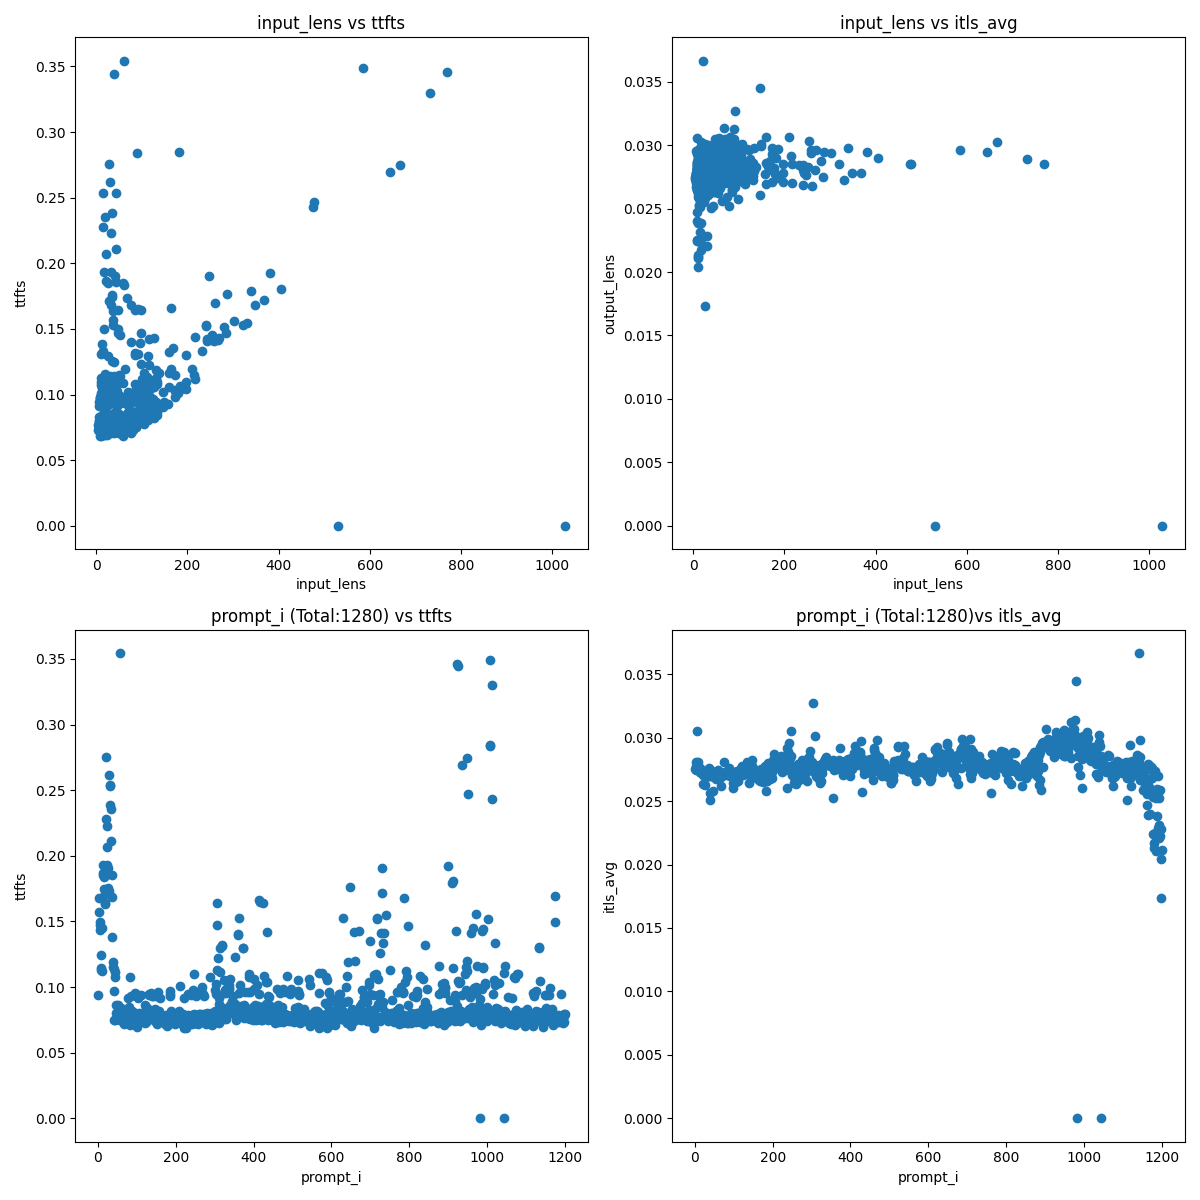 input_lens vs ttfts
0.35
0.30
0.25
0.20
0.15
0.10
0.05
0.00
ttfts
0 200 400 600 800 1000
input_lens
input_lens vs itls_avg
0.035
0.030
0.025
0.020
0.015
0.010
0.005
0.000
output_lens
0 200 400 600 800 1000
input_lens
prompt_i (Total:1280) vs ttfts
0.35
0.30
0.25
0.20
0.15
0.10
0.05
0.00
ttfts
0 200 400 600 800 1000 1200
prompt_i
prompt_i (Total:1280)vs itls_avg
0.035
0.030
0.025
0.020
0.015
0.010
0.005
0.000
itls_avg
0 200 400 600 800 1000 1200
prompt_i